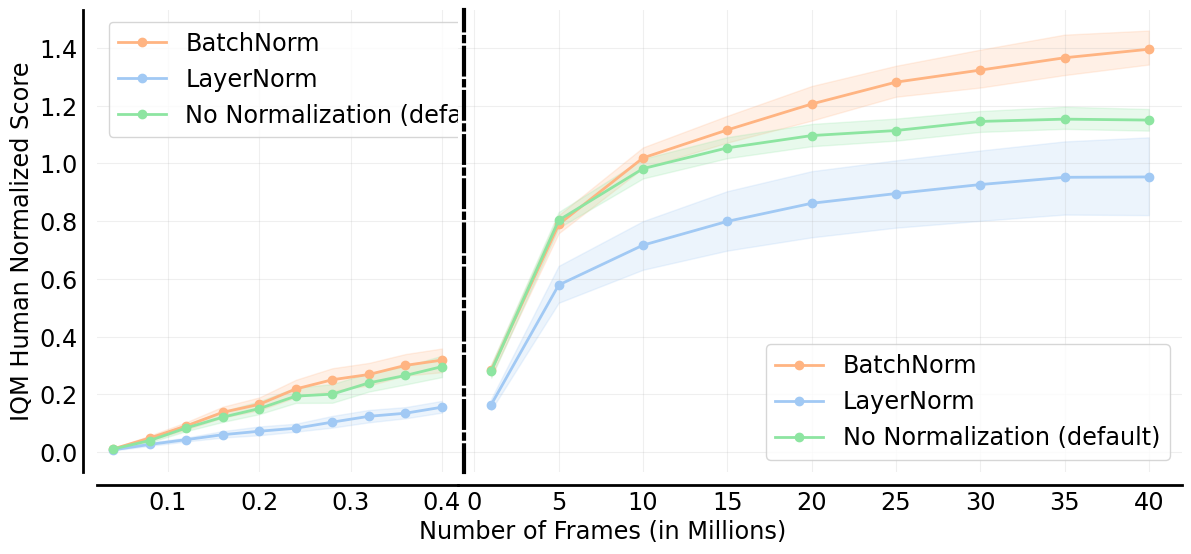 IQM Human Normalized Score
1.4
1.2
1.0
0.8
0.6
0.4
0.2
0.0
BatchNorm
LayerNorm
No Normalization (defa
BatchNorm
LayerNorm
No Normalization (default)
0.1 0.2 0.3 0.4 0 5 10 15 20 25 30 35 40
Number of Frames (in Millions)